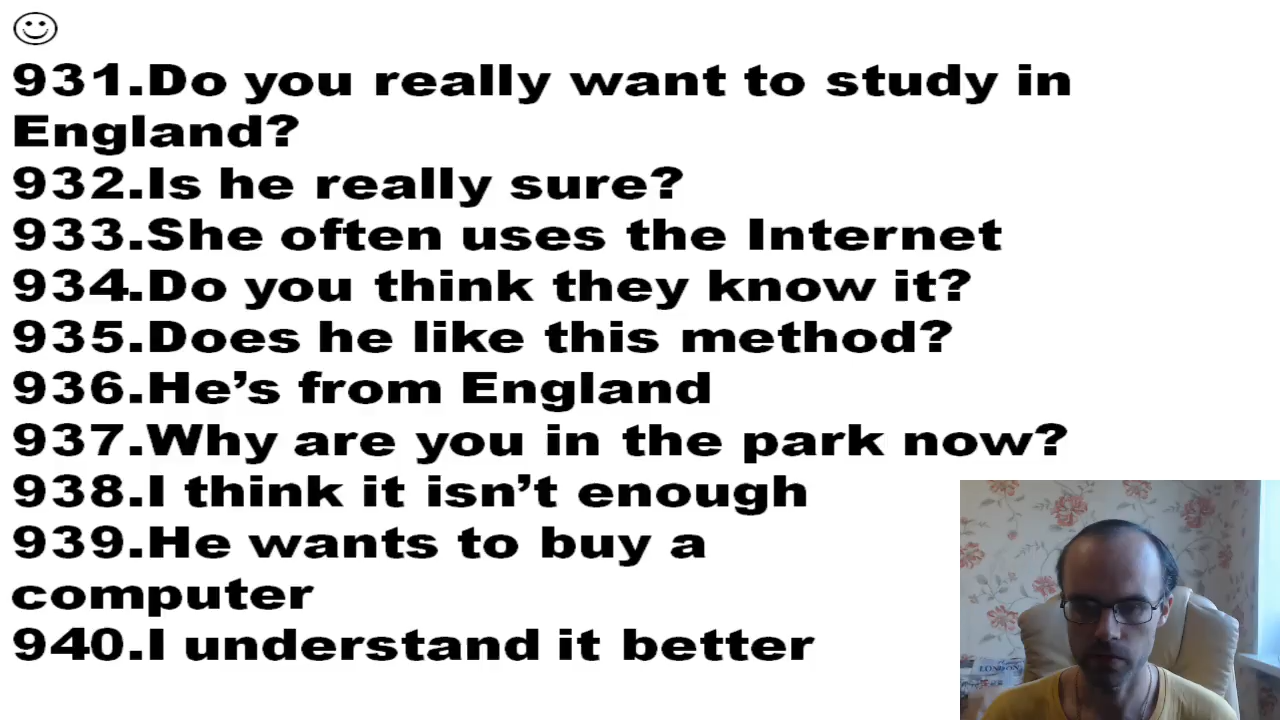 931.Do you really want to study in
England?
932.Is he really sure?
933.She often uses the Internet
934.Do you think they know it?
935.Does he like this method?
936.He’s from England
937.Why are you in the park now?
938.I think it isn’t enough
939.He wants to buy a
computer
940.I understand it better
LONDON